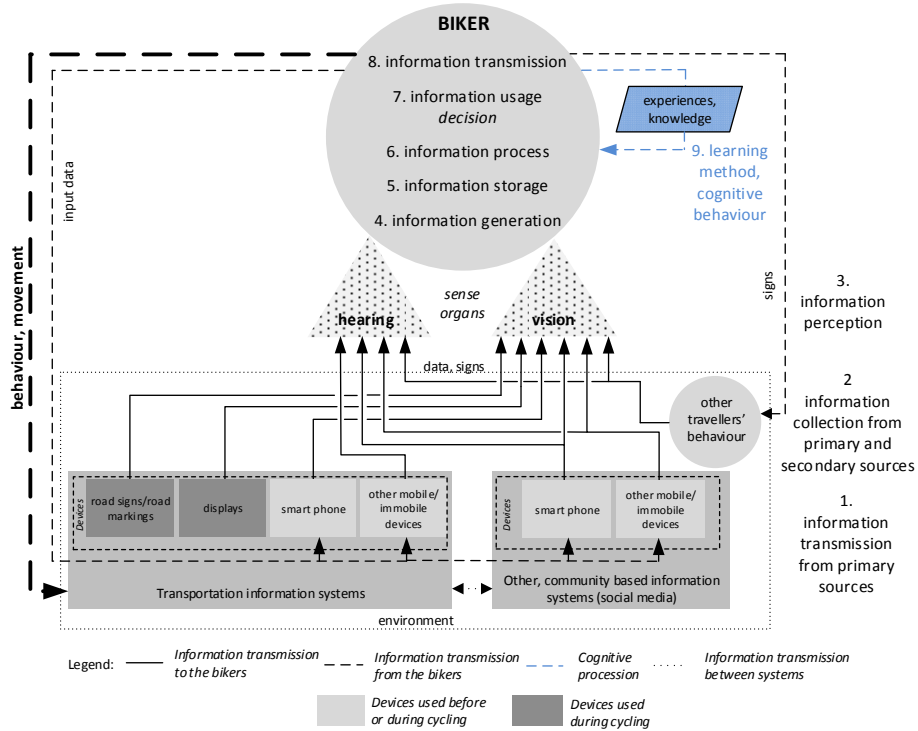 BIKER
8. information transmission
7. information usage
decision
6. information process
5. information storage
4. information generation
experiences,
knowledge
9. learning
method,
cognitive
behaviour
input data
behaviour, movement
signs
hearing
sense
organs
vision
3.
information
perception
data, signs
other
travellers'
behaviour
2
information
collection from
primary and
secondary sources
Devices
road signs/road
markings
displays
smart phone
other mobile/
immobile
devices
Devices
smart phone
other mobile/
immobile
devices
1.
information
transmission
from primary
sources
Transportation information systems
Other, community based information
systems (social media)
environment
Legend:
Information transmission
to the bikers
Information transmission
from the bikers
Cognitive
procession
Information transmission
between systems
Devices used before
or during cycling
Devices used
during cycling